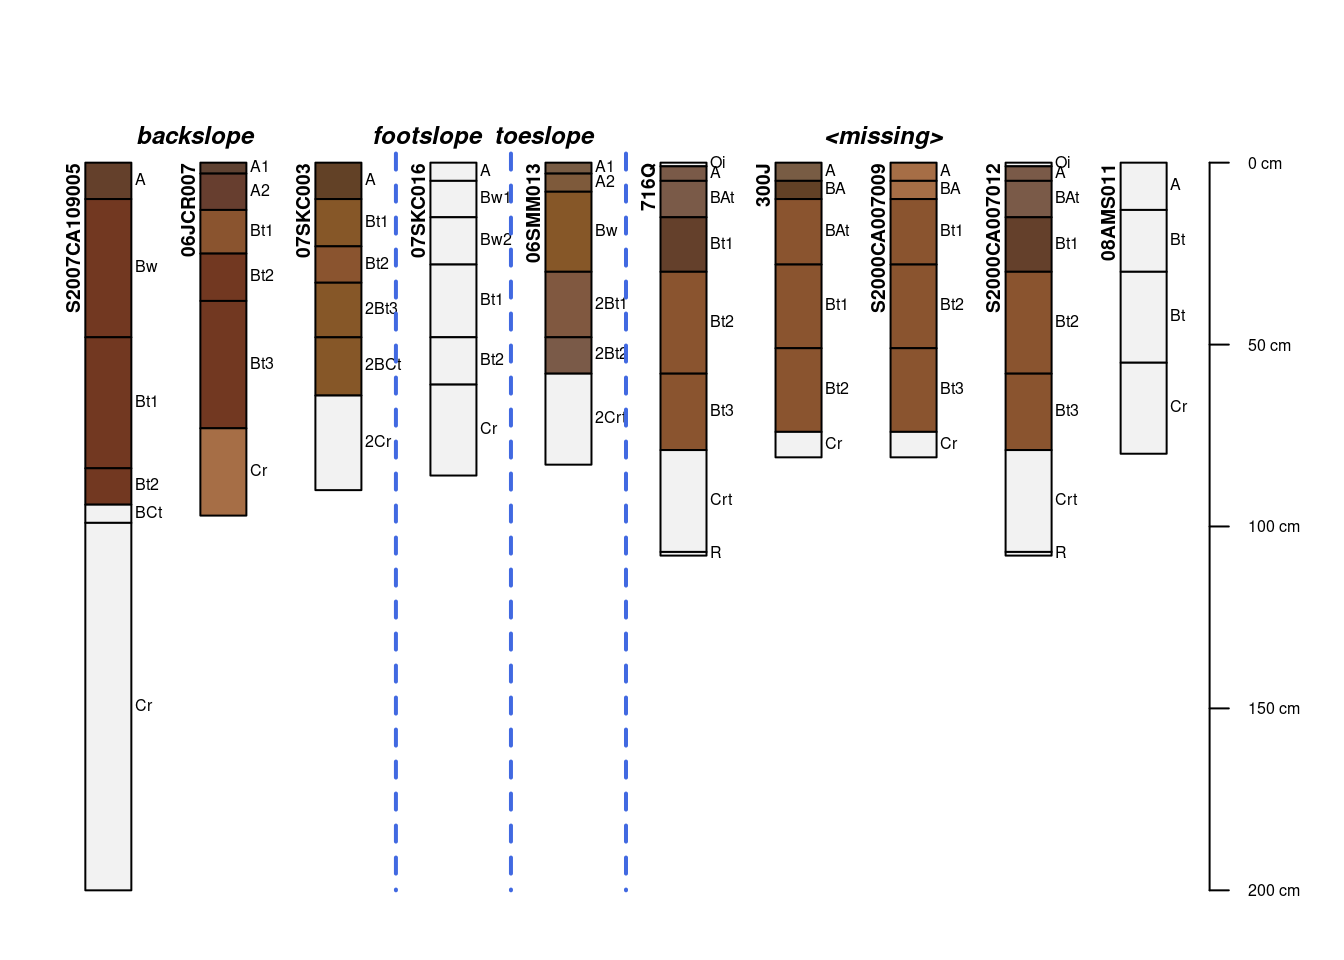 backslope
footslope
toeslope
<missing>
S2007CA109005
A
Bw
Bt1
Bt2
BCt
Cr
06JCR007
A1
A2
Bt1
Bt2
Bt3
Cr
07SKC003
A
Bt1
Bt2
2Bt3
2BCt
2Cr
07SKC016
A
Bw1
Bw2
Bt1
Bt2
Cr
06SMM013
A1
A2
Bw
2Bt1
2Bt2
2Crt
716Q
Oi
A
BAt
Bt1
Bt2
Bt3
Crt
R
300J
A
BA
BAt
Bt1
Bt2
Cr
S2000CA007009
A
BA
Bt1
Bt2
Bt3
Cr
S2000CA007012
Oi
A
BAt
Bt1
Bt2
Bt3
Crt
R
08AMS011
A
Bt
Bt
Cr
0 cm
50 cm
100 cm
150 cm
200 cm